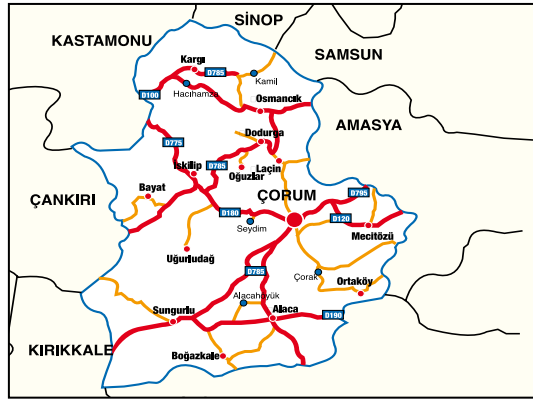 SİNOP
KASTAMONU
SAMSUN
Kargı
D785
Kamil
D100
Hacıhamza
Osmancık
AMASYA
Dodurga
D775
İskilip
D785
Laçin
Oğuzlar
Bayat
ÇANKIRI
ÇORUM
D795
D180
D120
Seydim
Mecitözü
Uğurludağ
D785
Çorak
Ortaköy
Alacahöyük
Sungurlu
Alaca
D190
KIRIKKALE
Boğazkale